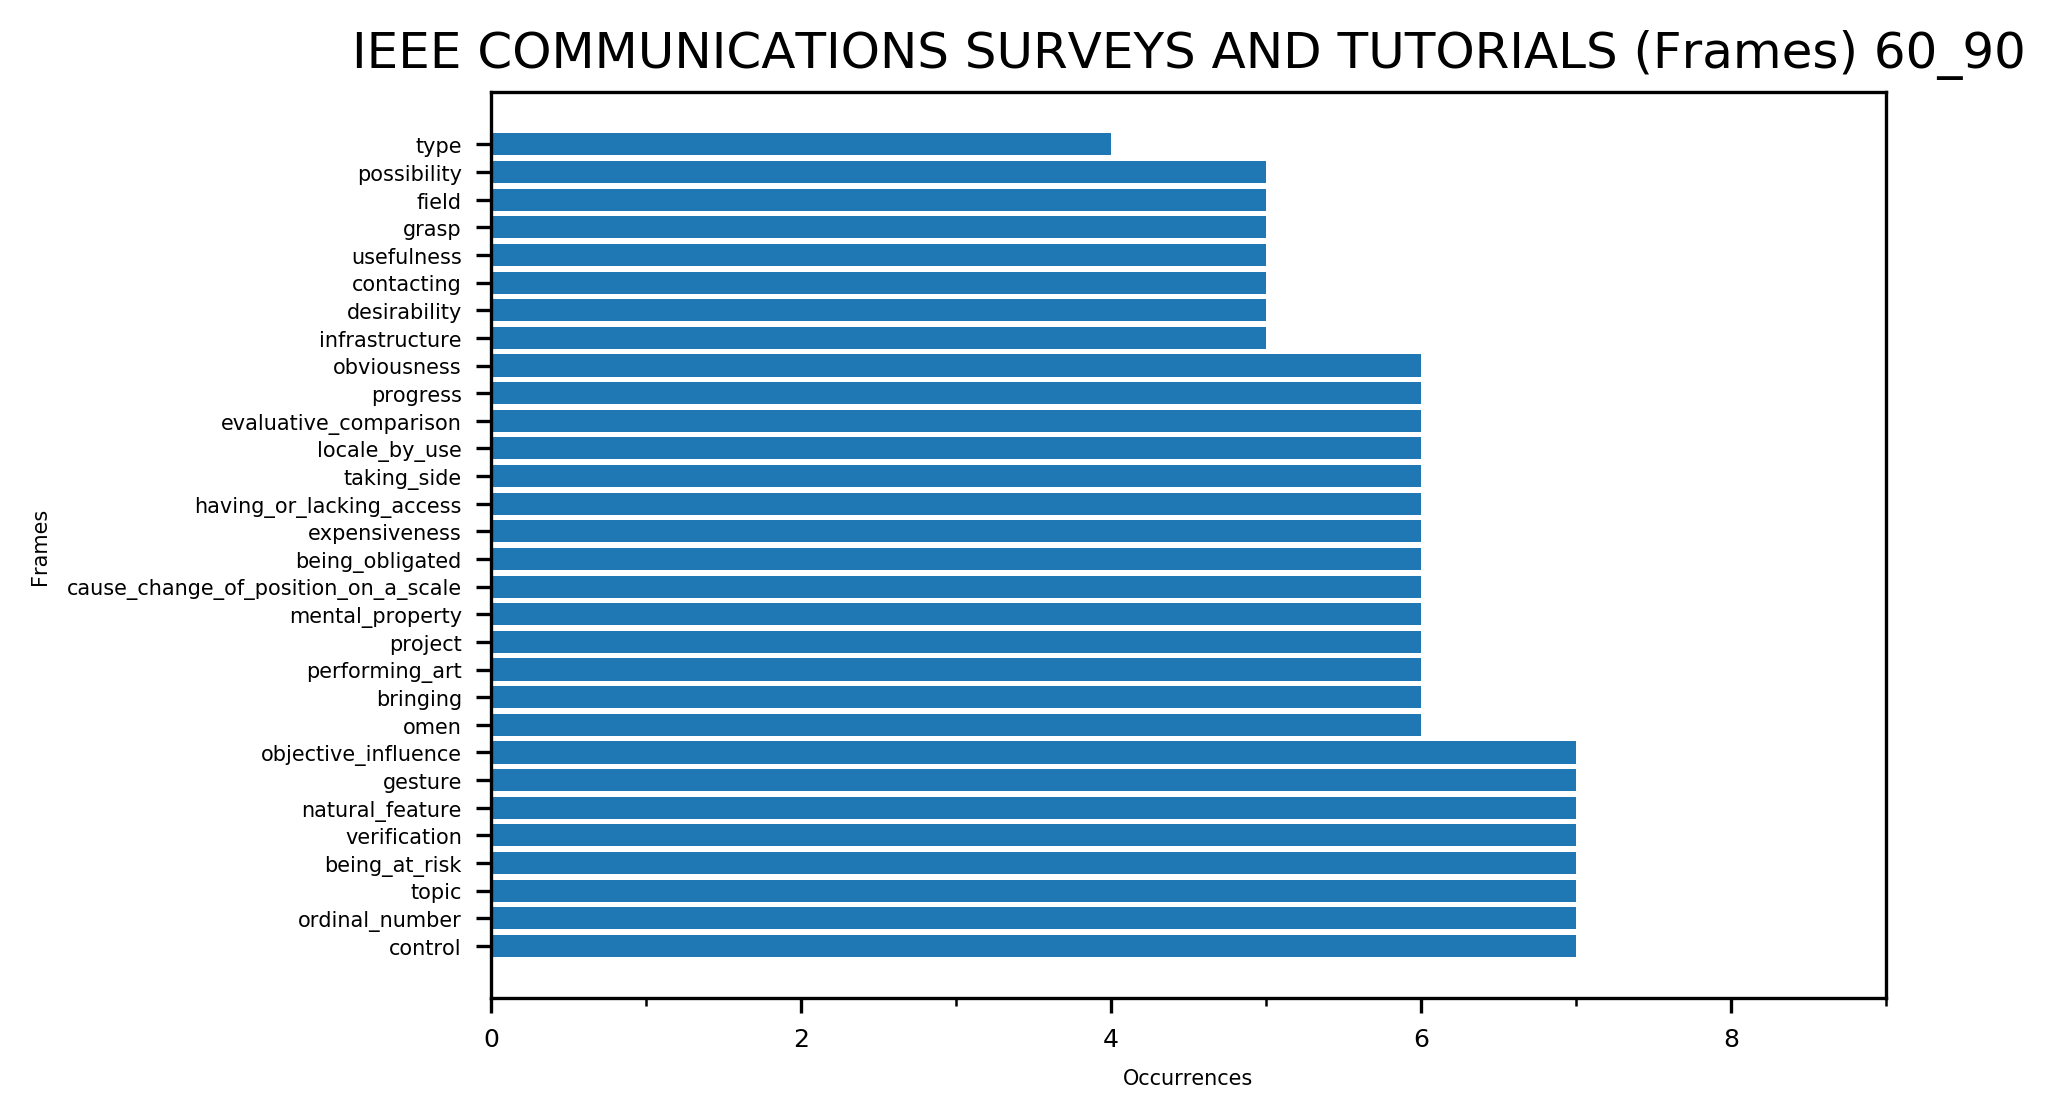 IEEE COMMUNICATIONS SURVEYS AND TUTORIALS (Frames) 60_90
type
possibility
field
grasp
usefulness
contacting
desirability
infrastructure
obviousness
progress
evaluative_comparison
locale_by_use
taking_side
having_or_lacking_access
expensiveness
being_obligated
cause_change_of_position_on_a_scale
mental_property
project
performing_art
bringing
omen
objective_influence
gesture
natural_feature
verification
being_at_risk
topic
ordinal_number
control
Frames
0 2 4 6 8
Occurrences